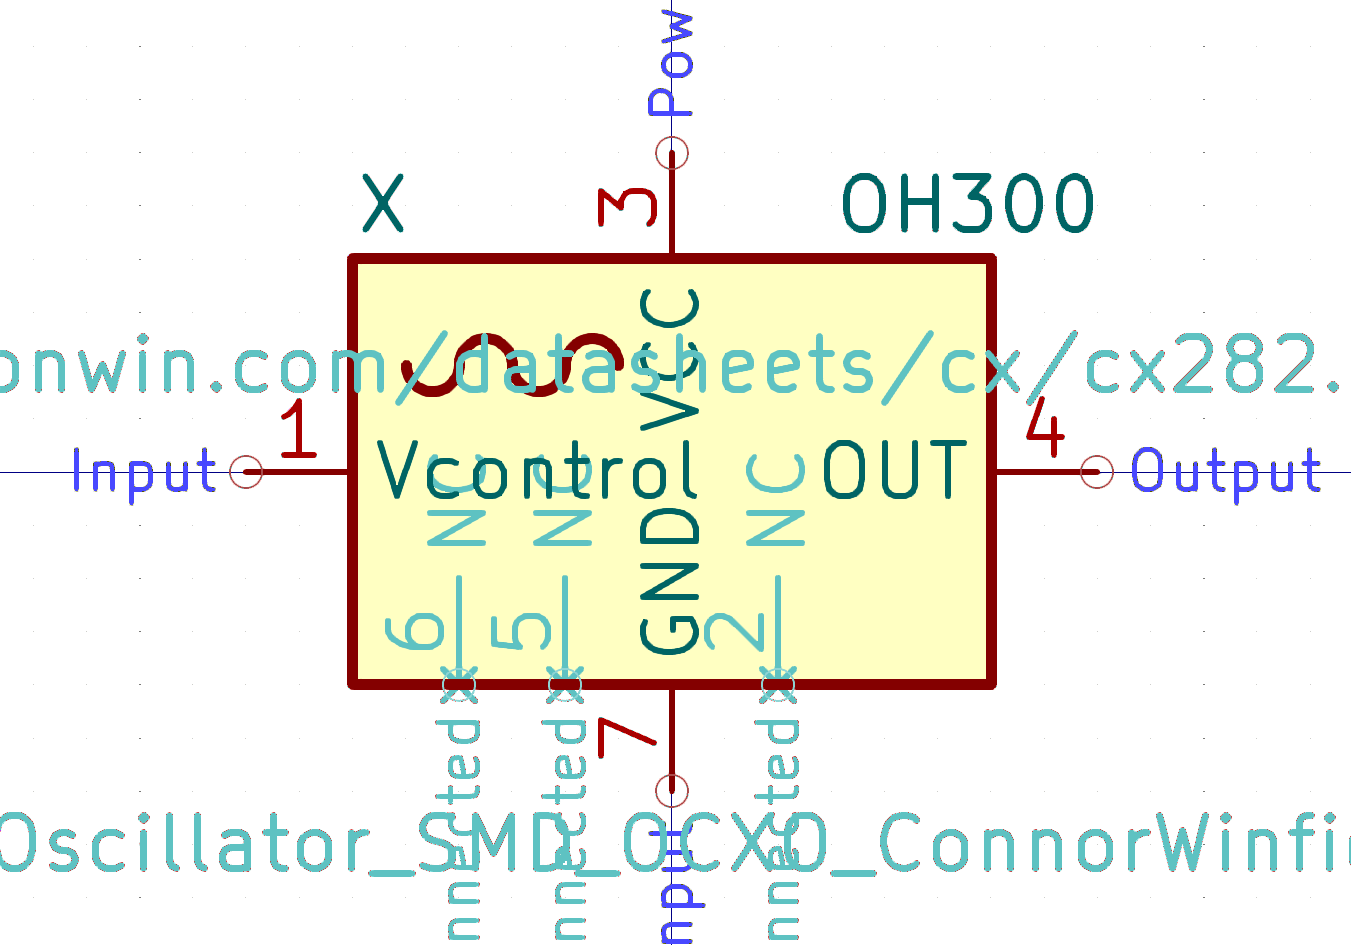 Pow
X
OH300
3
onwin.com/datasheets/cx/cx282.
VCC
1
4
Input
Vcontrol
OUT
Output
NC
NC
NC
GND
6
5
2
7
nnected
nnected
nnected
Oscillator_SMD_OCXO_ConnorWinfi
nput